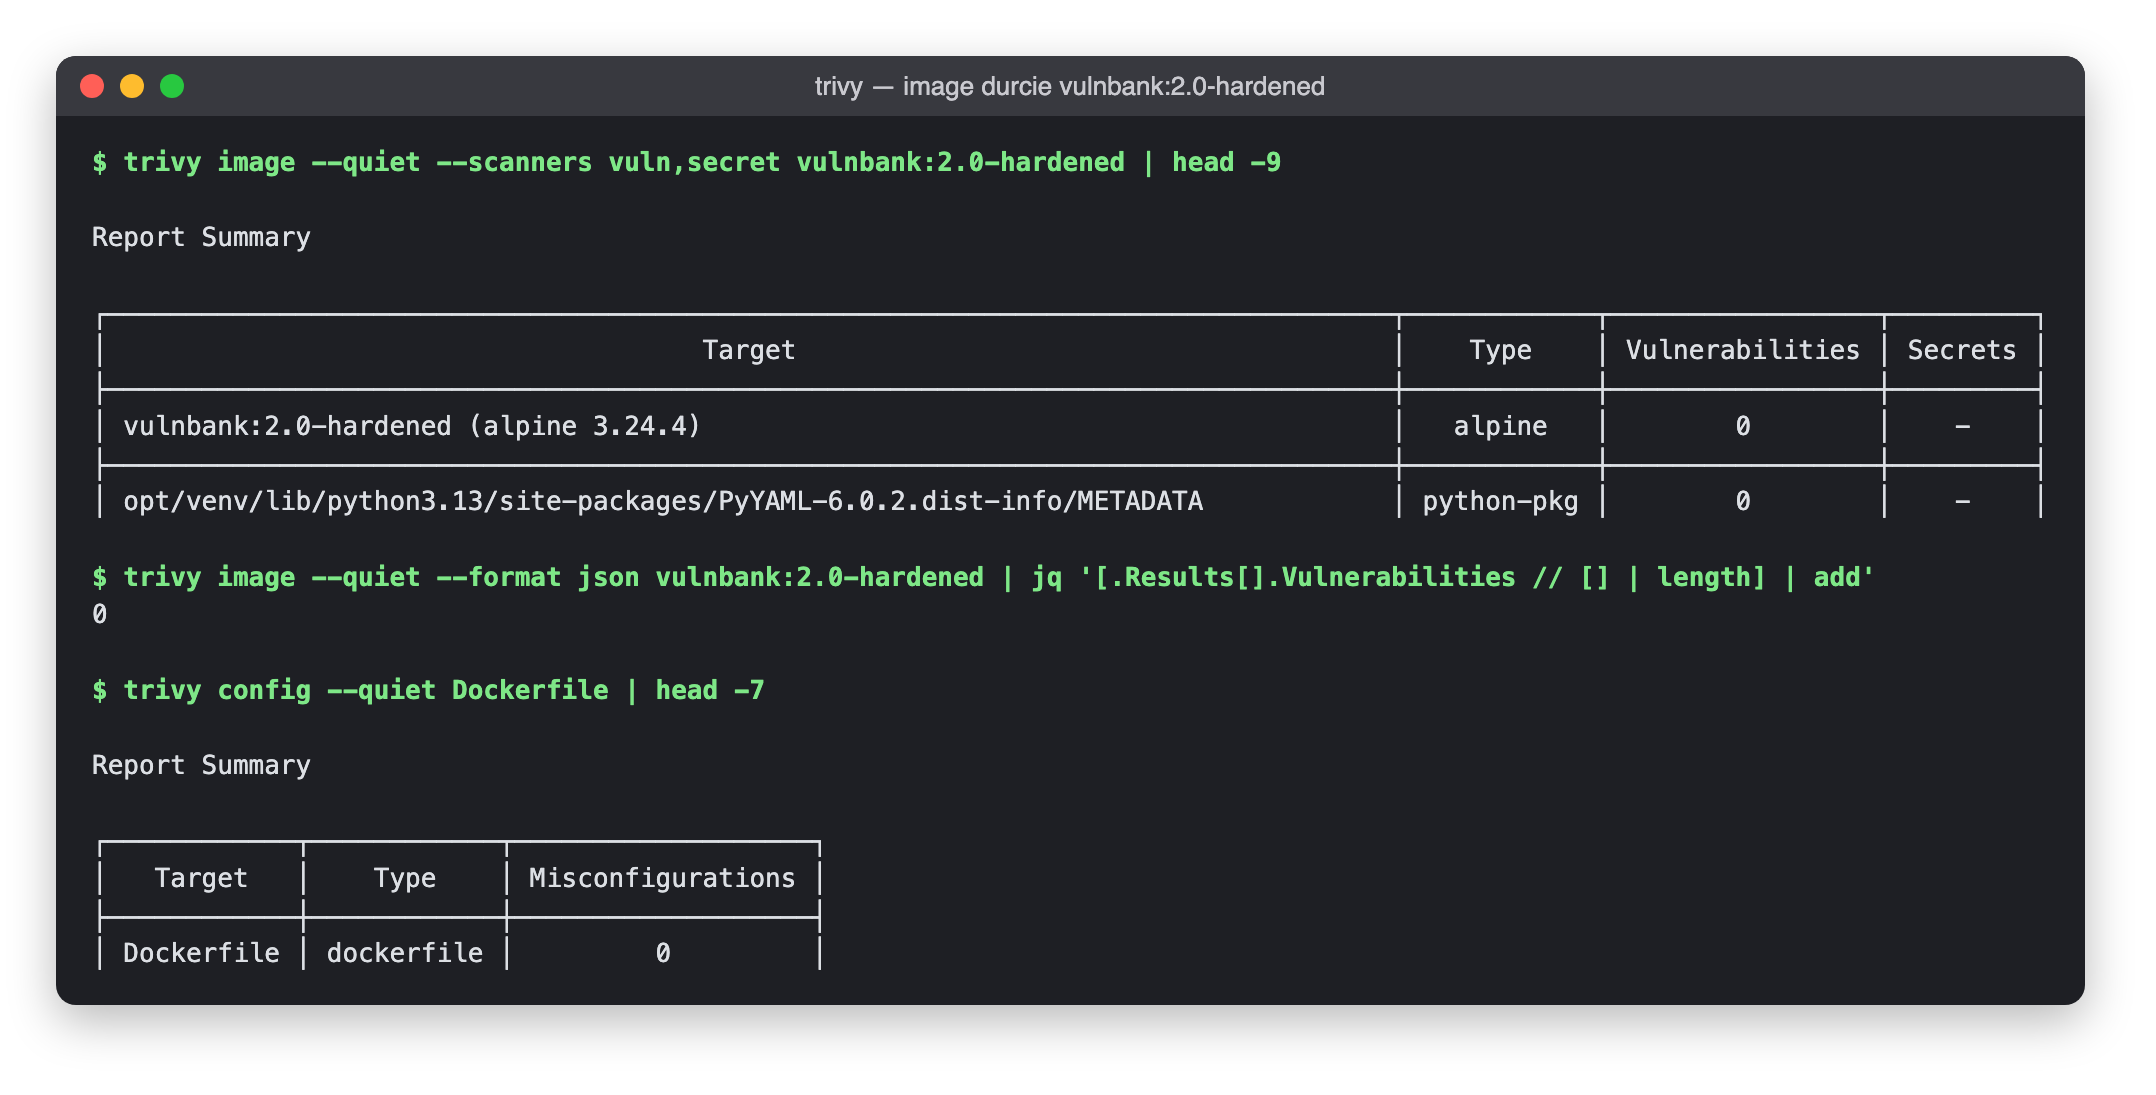 trivy — image durcie vulnbank:2.0-hardened
$ trivy image --quiet --scanners vuln,secret vulnbank:2.0-hardened | head -9
Report Summary
Target Type Vulnerabilities Secrets
vulnbank:2.0-hardened (alpine 3.24.4) alpine 0 -
opt/venv/lib/python3.13/site-packages/PyYAML-6.0.2.dist-info/METADATA python-pkg 0 -
$ trivy image --quiet --format json vulnbank:2.0-hardened | jq '[.Results[].Vulnerabilities // [] | length] | add'
0
$ trivy config --quiet Dockerfile | head -7
Report Summary
Target Type Misconfigurations
Dockerfile dockerfile 0